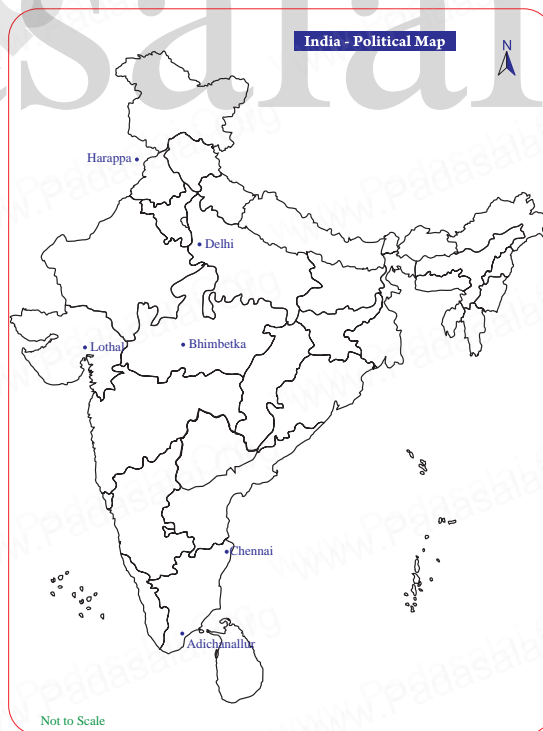 India - Political Map
N
Harappa
Delhi
Lothal
Bhimbetka
Chennai
Adichanallur
Not to Scale